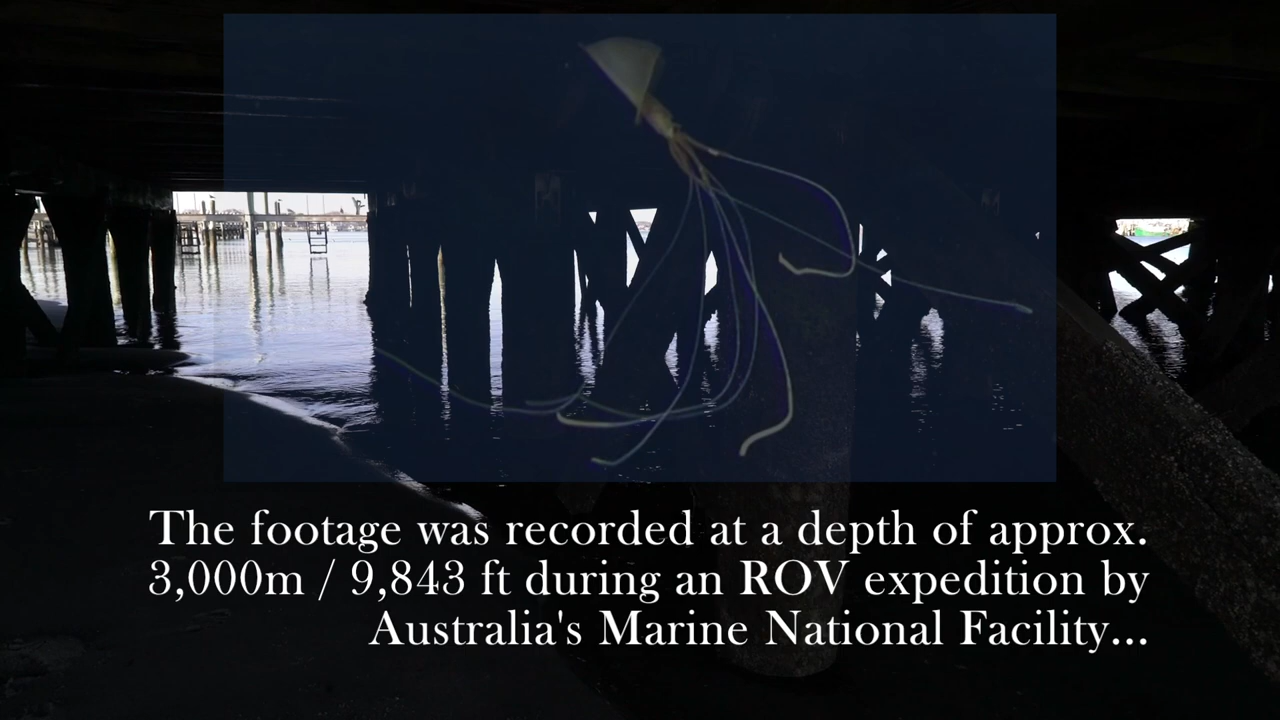 The footage was recorded at a depth of approx.
3,000m / 9,843 ft during an ROV expedition by
Australia's Marine National Facility...